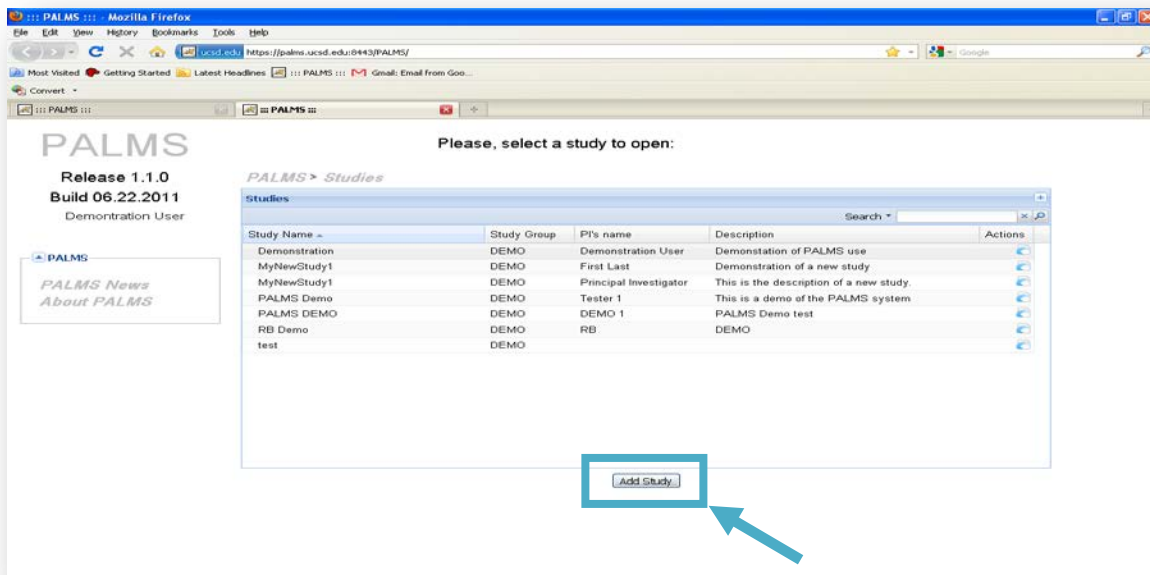 ::: PALMS ::: - Mozilla Firefox
File Edit View History Bookmarks Tools Help
ucsd.edu https://palms.ucsd.edu:8443/PALMS/ Google
Most Visited Getting Started Latest Headlines ::: PALMS ::: Gmail: Email from Goo...
Convert
::: PALMS ::: ::: PALMS :::
PALMS
Please, select a study to open:
Release 1.1.0
Build 06.22.2011
Demontration User
PALMS
PALMS News
About PALMS
PALMS > Studies
Studies
Search
Study Name Study Group PI's name Description Actions
Demonstration DEMO Demonstration User Demonstation of PALMS use
MyNewStudy1 DEMO First Last Demonstration of a new study
MyNewStudy1 DEMO Principal Investigator This is the description of a new study.
PALMS Demo DEMO Tester 1 This is a demo of the PALMS system
PALMS DEMO DEMO DEMO 1 PALMS Demo test
RB Demo DEMO RB DEMO
test DEMO
Add Study